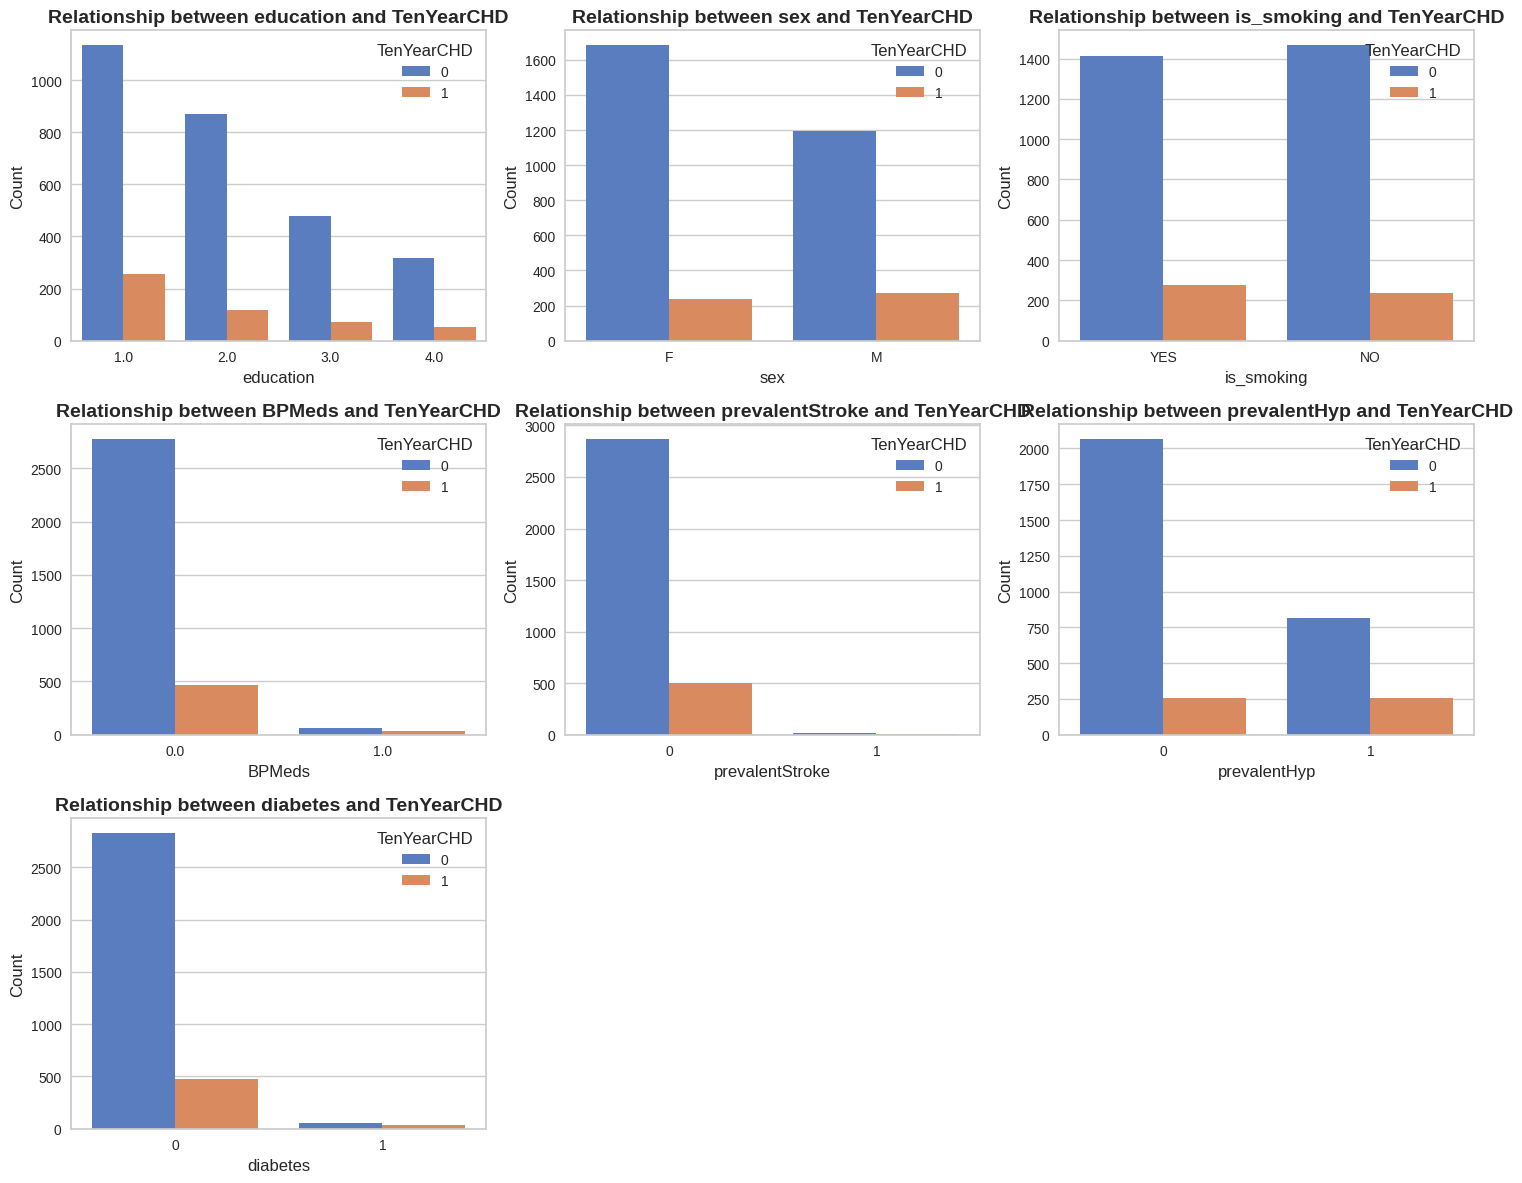 Relationship between education and TenYearCHD
Count
1000
800
600
400
200
0
1.0 2.0 3.0 4.0
education
TenYearCHD
0
1
Relationship between sex and TenYearCHD
Count
1600
1400
1200
1000
800
600
400
200
0
F M
sex
TenYearCHD
0
1
Relationship between is_smoking and TenYearCHD
Count
1400
1200
1000
800
600
400
200
0
YES NO
is_smoking
TenYearCHD
0
1
Relationship between BPMeds and TenYearCHD
Count
2500
2000
1500
1000
500
0
0.0 1.0
BPMeds
TenYearCHD
0
1
Relationship between prevalentStroke and TenYearCHD
Count
3000
2500
2000
1500
1000
500
0
0 1
prevalentStroke
TenYearCHD
0
1
Relationship between prevalentHyp and TenYearCHD
Count
2000
1750
1500
1250
1000
750
500
250
0
0 1
prevalentHyp
TenYearCHD
0
1
Relationship between diabetes and TenYearCHD
Count
2500
2000
1500
1000
500
0
0 1
diabetes
TenYearCHD
0
1